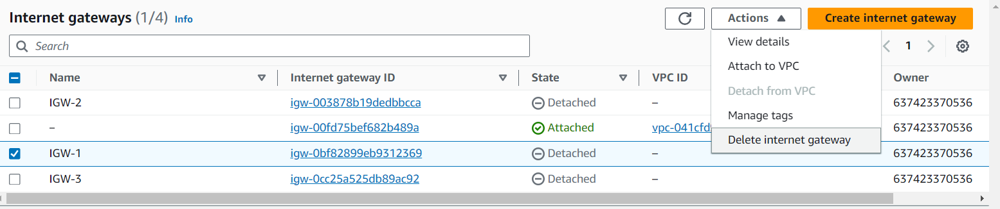 Internet gateways (1/4) Info
Actions
Create internet gateway
Search
1
View details
Attach to VPC
Detach from VPC
Manage tags
Delete internet gateway
Name Internet gateway ID State VPC ID Owner
IGW-2 igw-003878b19dedbbcca Detached – 637423370536
– igw-00fd75bef682b489a Attached vpc-041cfd 637423370536
IGW-1 igw-0bf82899eb9312369 Detached – 637423370536
IGW-3 igw-0cc25a525db89ac92 Detached – 637423370536